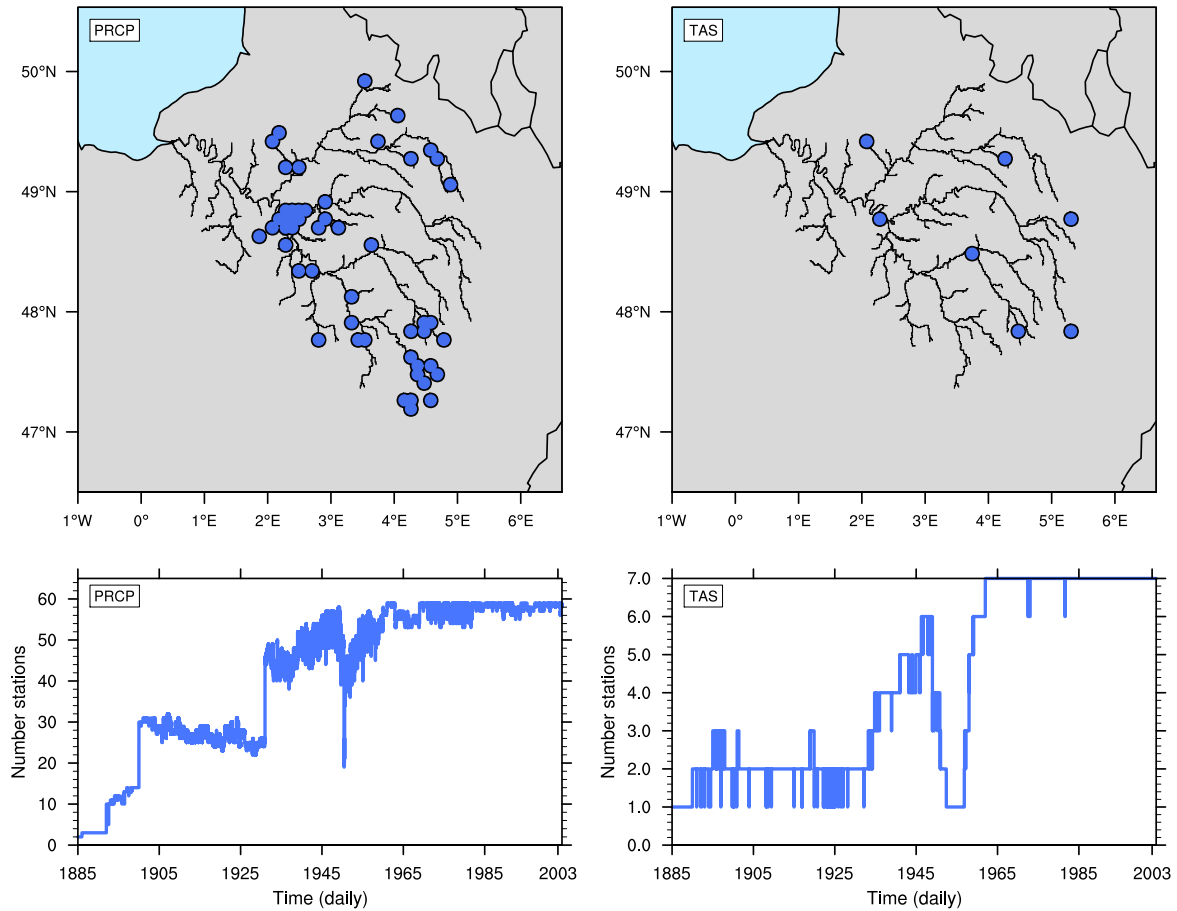 PRCP
TAS
50°N
49°N
48°N
47°N
1°W 0° 1°E 2°E 3°E 4°E 5°E 6°E
50°N
49°N
48°N
47°N
1°W 0° 1°E 2°E 3°E 4°E 5°E 6°E
PRCP
Number stations
60
50
40
30
20
10
0
1885 1905 1925 1945 1965 1985 2003
Time (daily)
TAS
Number stations
7.0
6.0
5.0
4.0
3.0
2.0
1.0
0.0
1885 1905 1925 1945 1965 1985 2003
Time (daily)